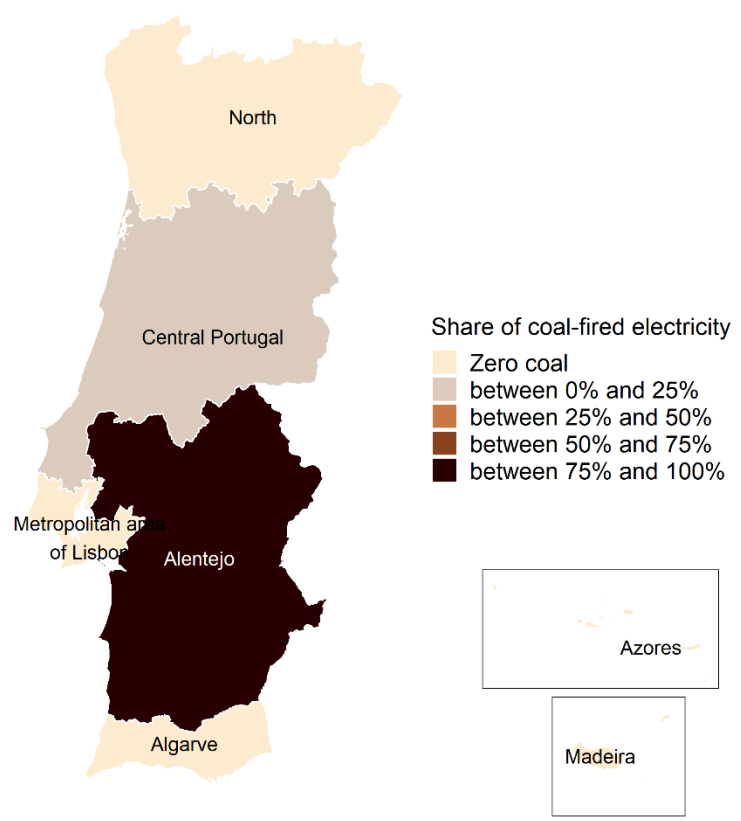 North
Central Portugal
Share of coal-fired electricity
Zero coal
between 0% and 25%
between 25% and 50%
between 50% and 75%
between 75% and 100%
Metropolitan area
of Lisbon
Alentejo
Azores
Algarve
Madeira